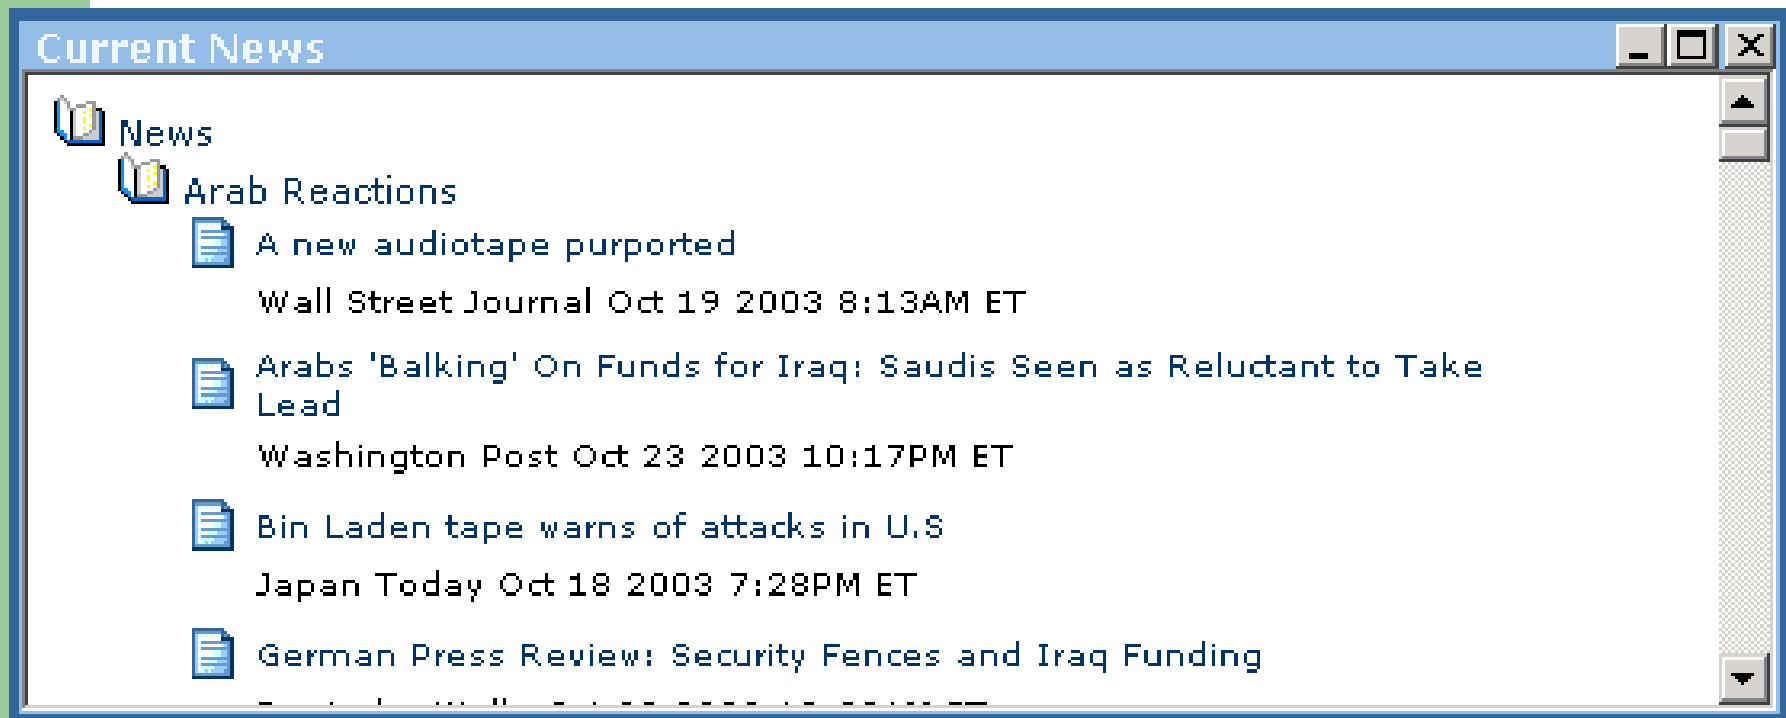 Current News
News
Arab Reactions
A new audiotape purported
Wall Street Journal Oct 19 2003 8:13AM ET
Arabs 'Balking' On Funds for Iraq: Saudis Seen as Reluctant to Take
Lead
Washington Post Oct 23 2003 10:17PM ET
Bin Laden tape warns of attacks in U.S
Japan Today Oct 18 2003 7:28PM ET
German Press Review: Security Fences and Iraq Funding